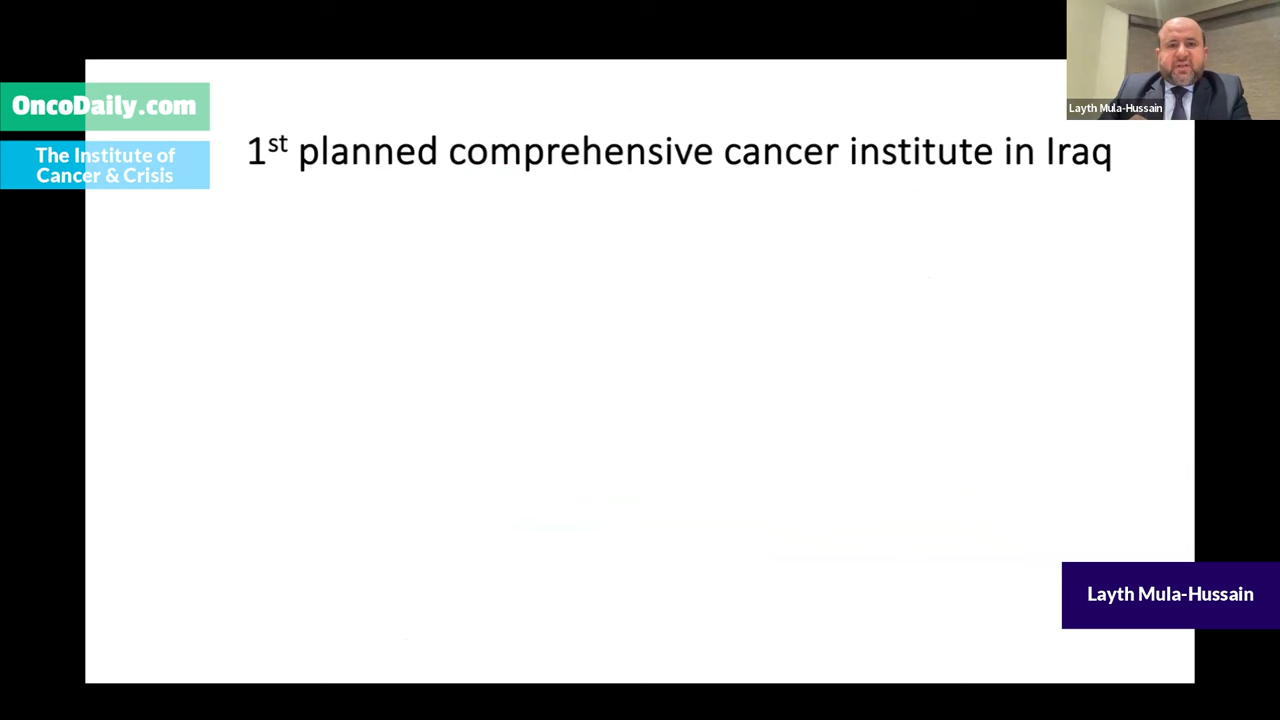 OncoDaily.com
The Institute of
Cancer & Crisis
1st planned comprehensive cancer institute in Iraq
Layth Mula-Hussain
Layth Mula-Hussain